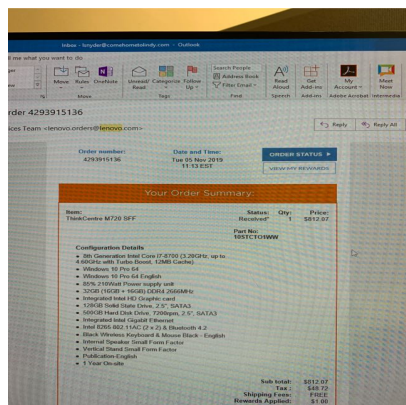 Inbox - lsnyder@comehometolindy.com - Outlook
ll me what you want to do
Move
Rules
OneNote
Unread/ Read
Categorize
Follow Up
Search People
Address Book
Filter Email
Read Aloud
Get Add-ins
My Account
Meet Now
Move
Tags
Find
Speech
Add-ins
Adobe Acrobat
Intermedia
rder 4293915136
ices Team <lenovo.orders@lenovo.com>
Reply
Reply All
Order number:
4293915136
Date and Time:
Tue 05 Nov 2019
11:13 EST
ORDER STATUS
VIEW MY REWARDS
Your Order Summary:
Item: Status: Qty: Price:
ThinkCentre M720 SFF Received* 1 $812.07
Part No:
10STCTO1WW
Configuration Details
8th Generation Intel Core i7-8700 (3.20GHz, up to
4.60GHz with Turbo Boost, 12MB Cache)
Windows 10 Pro 64
Windows 10 Pro 64 English
85% 210Watt Power supply unit
32GB (16GB + 16GB) DDR4 2666MHz
Integrated Intel HD Graphic card
128GB Solid State Drive, 2.5", SATA3
500GB Hard Disk Drive, 7200rpm, 2.5", SATA3
Integrated Intel Gigabit Ethernet
Intel 8265 802.11AC (2 x 2) & Bluetooth 4.2
Black Wireless Keyboard & Mouse Black - English
Internal Speaker Small Form Factor
Vertical Stand Small Form Factor
Publication-English
1 Year On-site
Sub total: $812.07
Tax : $48.72
Shipping Fees: FREE
Rewards Applied: $1.00